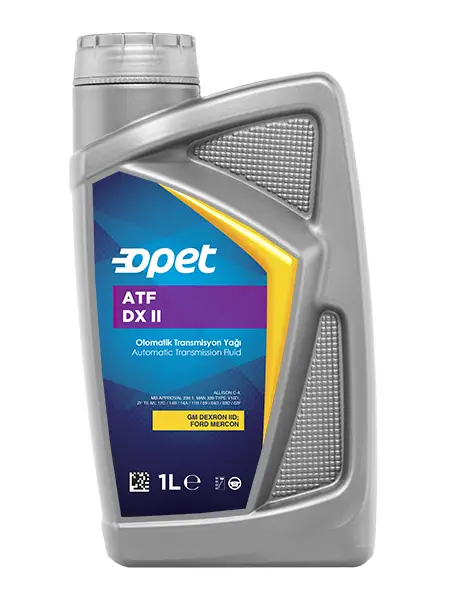 opet
ATF
DX II
Otomatik Transmisyon Yağı
Automatic Transmission Fluid
ALLISON C-4,
GM DEXRON IID;
FORD MERCON
1L℮